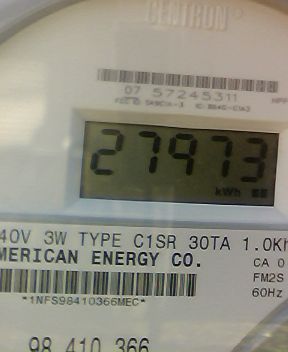 CENTRON
07 57245311
27973
kWh
40V 3W TYPE C1SR 30TA 1.0Kh
MERICAN ENERGY CO.
CA 0
FM2S
60Hz
*1NFS98410366MEC*
98 410 366